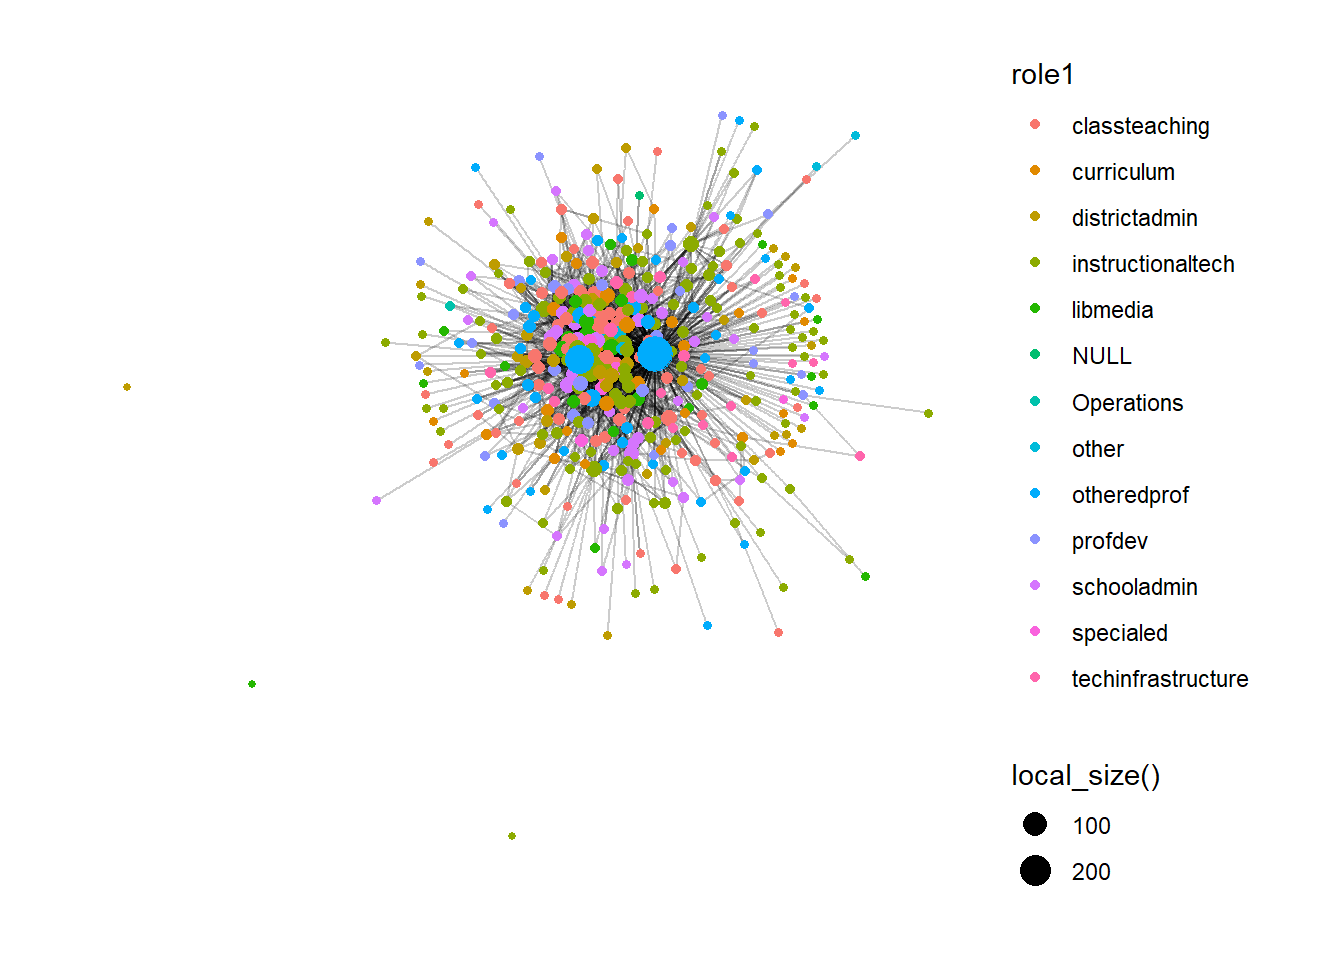 role1
classteaching
curriculum
districtadmin
instructionaltech
libmedia
NULL
Operations
other
otheredprof
profdev
schooladmin
specialed
techinfrastructure
local_size()
100
200